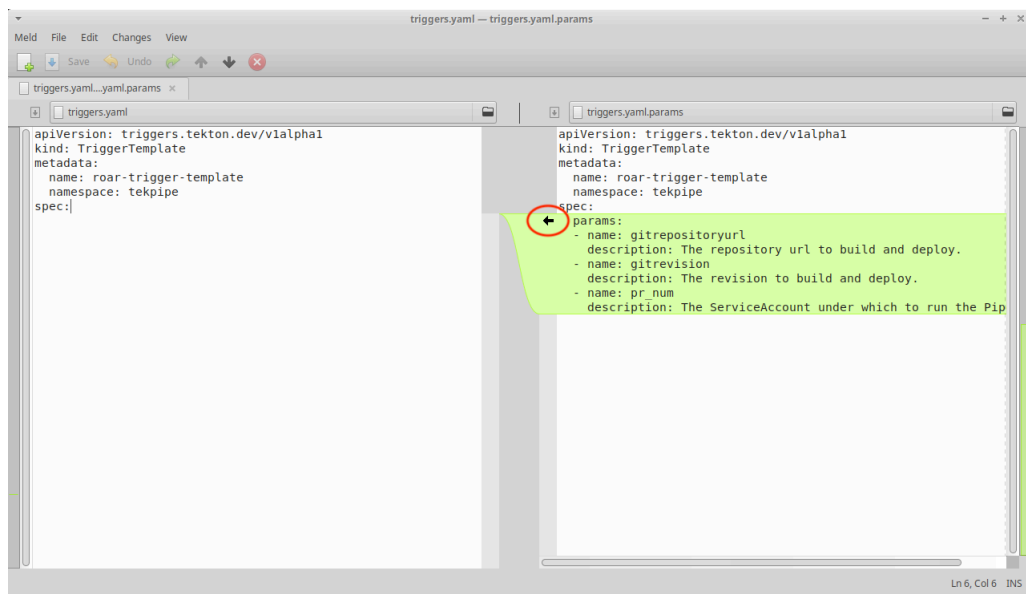 triggers.yaml — triggers.yaml.params
Meld File Edit Changes View
Save Undo
triggers.yaml....yaml.params
triggers.yaml
apiVersion: triggers.tekton.dev/v1alpha1
kind: TriggerTemplate
metadata:
  name: roar-trigger-template
  namespace: tekpipe
spec:
triggers.yaml.params
apiVersion: triggers.tekton.dev/v1alpha1
kind: TriggerTemplate
metadata:
  name: roar-trigger-template
  namespace: tekpipe
spec:
  params:
  - name: gitrepositoryurl
    description: The repository url to build and deploy.
  - name: gitrevision
    description: The revision to build and deploy.
  - name: pr_num
    description: The ServiceAccount under which to run the Pip
Ln 6, Col 6 INS